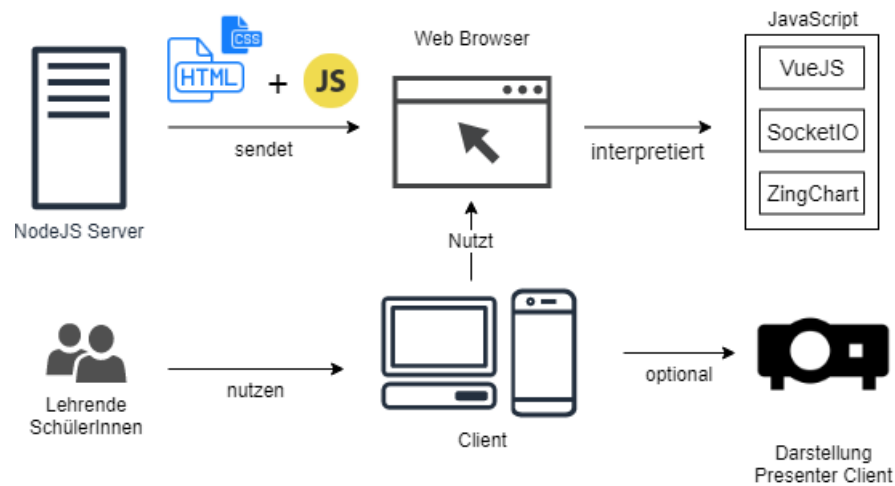 JavaScript
Web Browser
CSS
HTML
+
JS
VueJS
sendet
interpretiert
SocketIO
ZingChart
NodeJS Server
Nutzt
nutzen
optional
Lehrende
SchülerInnen
Client
Darstellung
Presenter Client